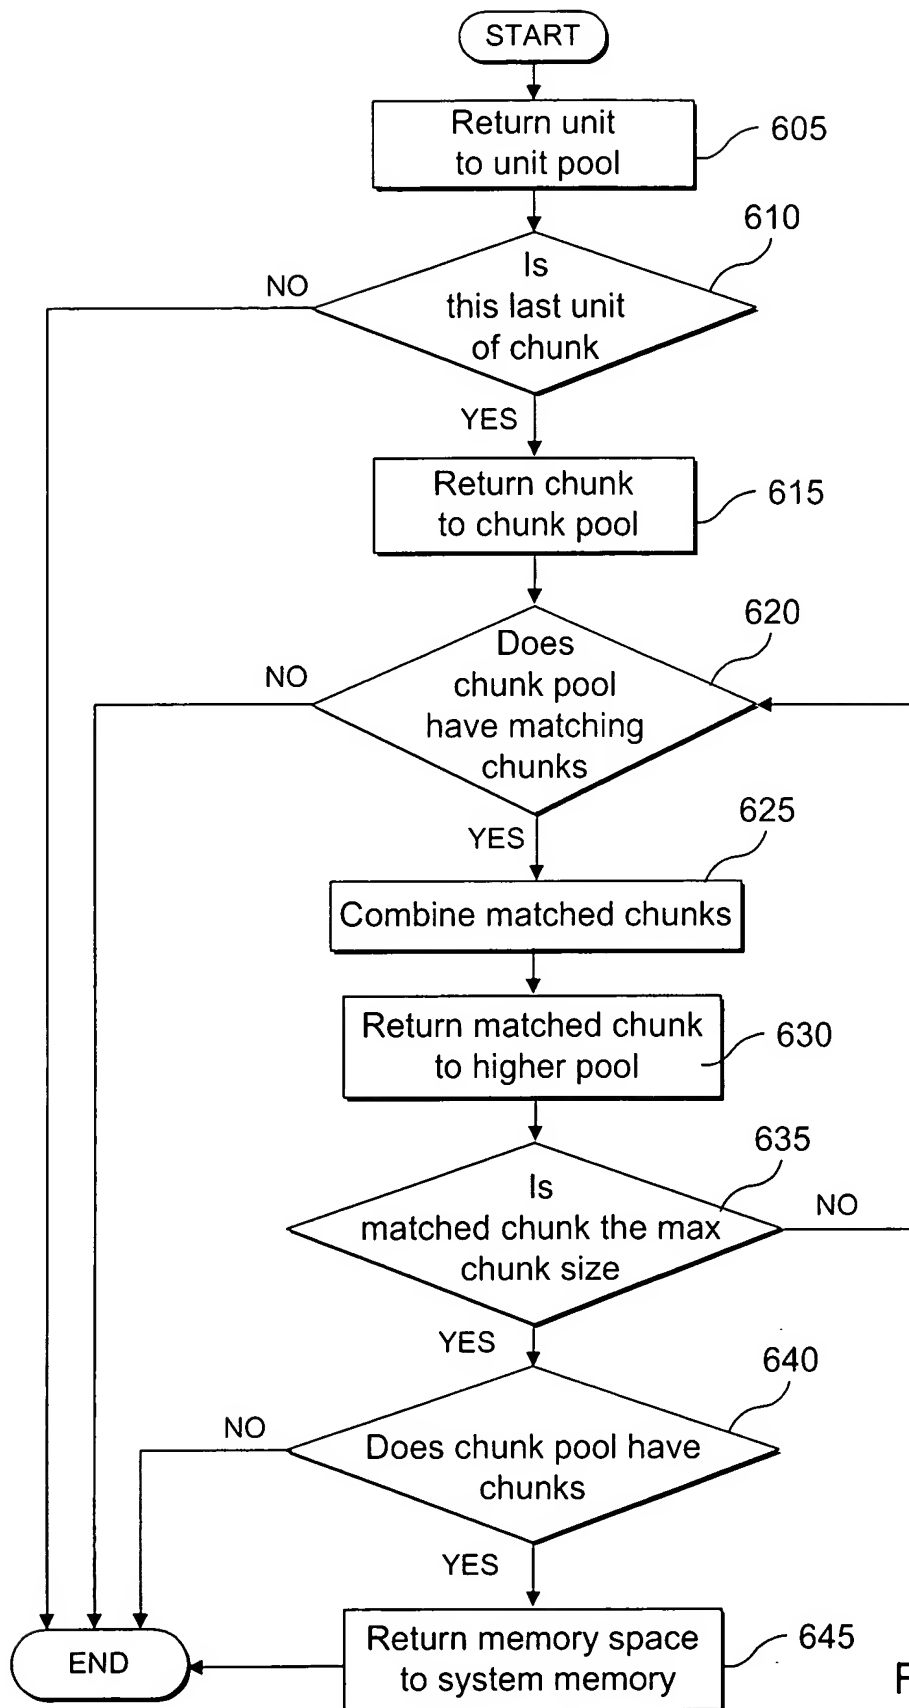 START
Return unit
to unit pool
605
610
Is
this last unit
of chunk
NO
YES
Return chunk
to chunk pool
615
620
Does
chunk pool
have matching
chunks
NO
YES
625
Combine matched chunks
Return matched chunk
to higher pool
630
635
Is
matched chunk the max
chunk size
NO
YES
640
Does chunk pool have
chunks
NO
YES
Return memory space
to system memory
645
END